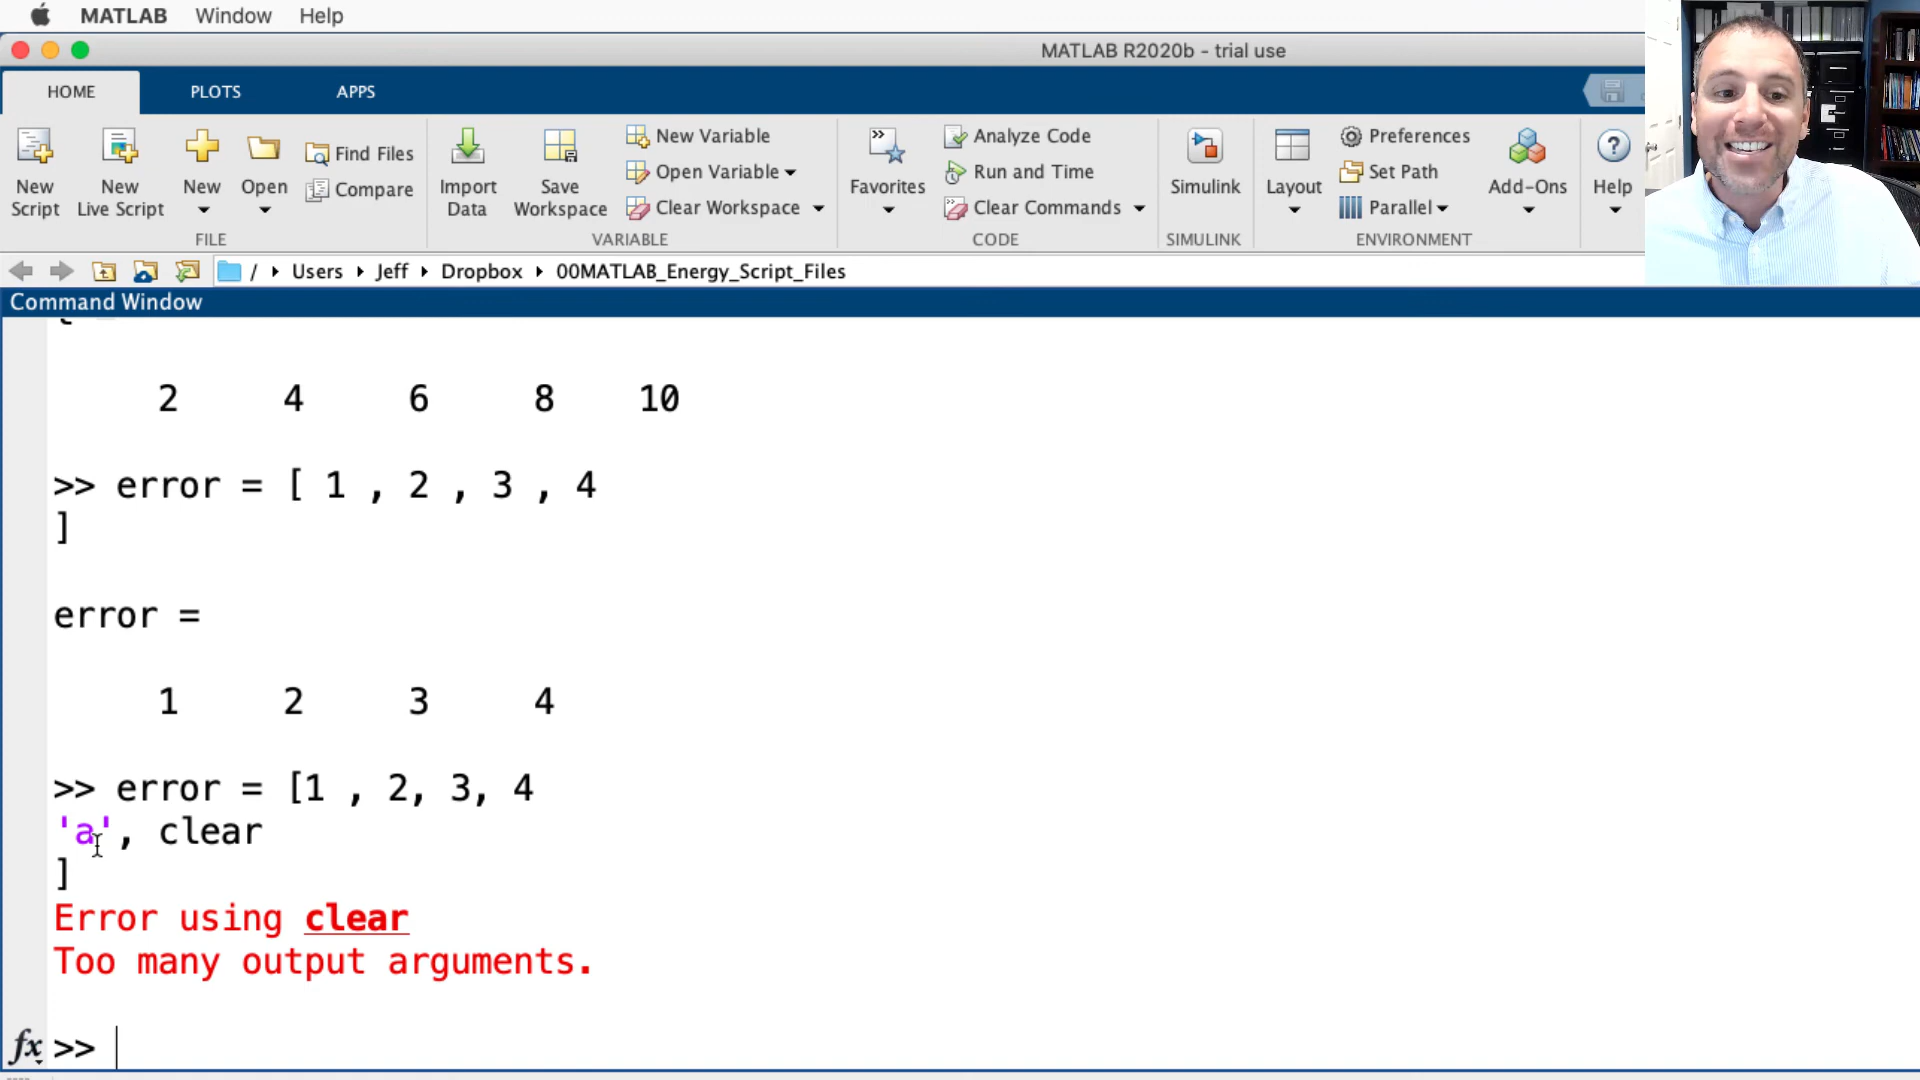 MATLAB Window Help
MATLAB R2020b - trial use
HOME PLOTS APPS
New Script
New Live Script
New
Open
Find Files
Compare
FILE
Import Data
Save Workspace
New Variable
Open Variable
Clear Workspace
VARIABLE
Favorites
Analyze Code
Run and Time
Clear Commands
CODE
Simulink
SIMULINK
Layout
Preferences
Set Path
Parallel
Add-Ons
ENVIRONMENT
? Help
/ Users Jeff Dropbox 00MATLAB_Energy_Script_Files
Command Window
2 4 6 8 10
>> error = [ 1 , 2 , 3 , 4
]
error =
1 2 3 4
>> error = [1 , 2, 3, 4
'a', clear
]
Error using clear
Too many output arguments.
fx >>